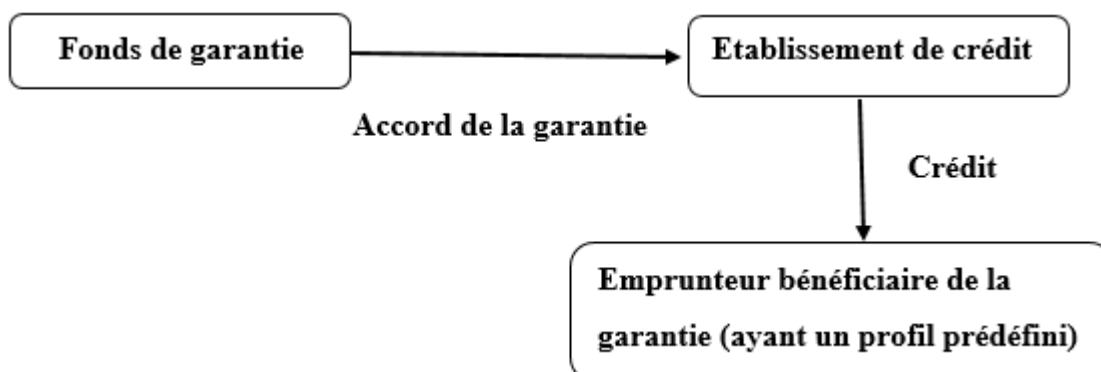 Fonds de garantie
Etablissement de crédit
Accord de la garantie
Crédit
Emprunteur bénéficiaire de la
garantie (ayant un profil prédéfini)